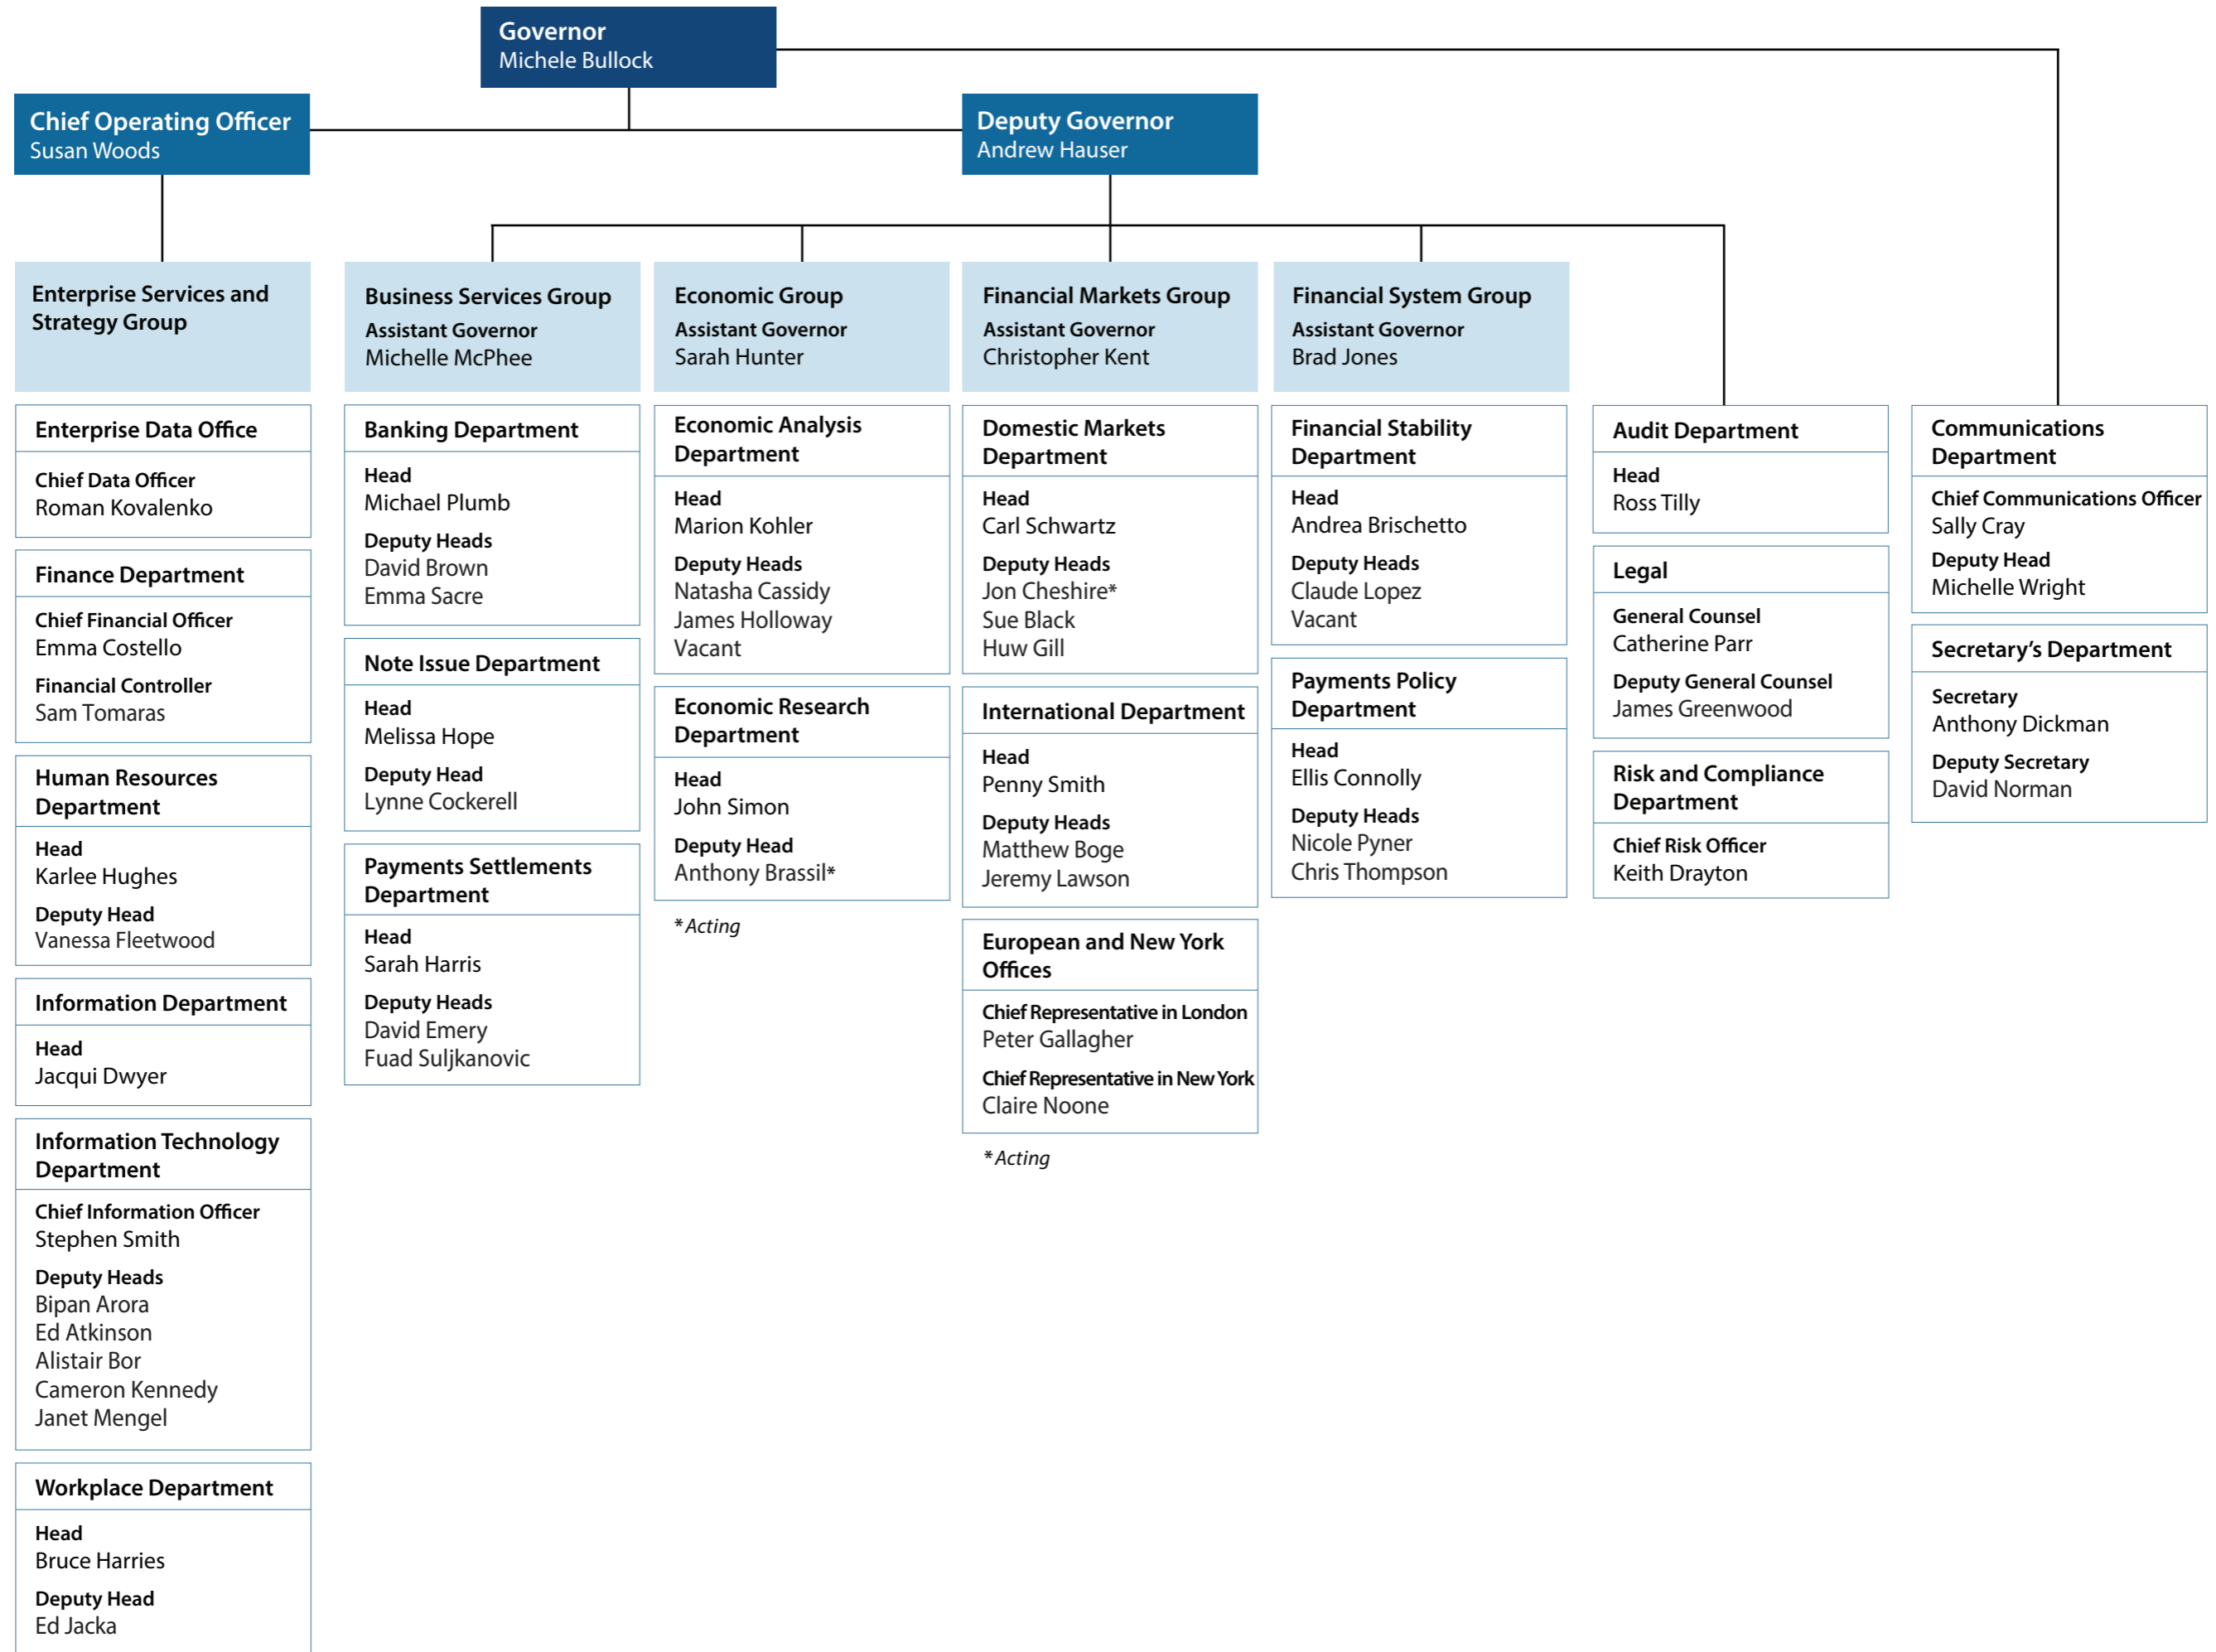 Governor
Michele Bullock
Chief Operating Officer
Susan Woods
Deputy Governor
Andrew Hauser
Enterprise Services and
Strategy Group
Enterprise Data Office
Chief Data Officer
Roman Kovalenko
Finance Department
Chief Financial Officer
Emma Costello
Financial Controller
Sam Tomaras
Human Resources
Department
Head
Karlee Hughes
Deputy Head
Vanessa Fleetwood
Information Department
Head
Jacqui Dwyer
Information Technology
Department
Chief Information Officer
Stephen Smith
Deputy Heads
Bipan Arora
Ed Atkinson
Alistair Bor
Cameron Kennedy
Janet Mengel
Workplace Department
Head
Bruce Harries
Deputy Head
Ed Jacka
Business Services Group
Assistant Governor
Michelle McPhee
Banking Department
Head
Michael Plumb
Deputy Heads
David Brown
Emma Sacre
Note Issue Department
Head
Melissa Hope
Deputy Head
Lynne Cockerell
Payments Settlements
Department
Head
Sarah Harris
Deputy Heads
David Emery
Fuad Suljkanovic
Economic Group
Assistant Governor
Sarah Hunter
Economic Analysis
Department
Head
Marion Kohler
Deputy Heads
Natasha Cassidy
James Holloway
Vacant
Economic Research
Department
Head
John Simon
Deputy Head
Anthony Brassil*
*Acting
Financial Markets Group
Assistant Governor
Christopher Kent
Domestic Markets
Department
Head
Carl Schwartz
Deputy Heads
Jon Cheshire*
Sue Black
Huw Gill
International Department
Head
Penny Smith
Deputy Heads
Matthew Boge
Jeremy Lawson
European and New York
Offices
Chief Representative in London
Peter Gallagher
Chief Representative in New York
Claire Noone
*Acting
Financial System Group
Assistant Governor
Brad Jones
Financial Stability
Department
Head
Andrea Brischetto
Deputy Heads
Claude Lopez
Vacant
Payments Policy
Department
Head
Ellis Connolly
Deputy Heads
Nicole Pyner
Chris Thompson
Audit Department
Head
Ross Tilly
Legal
General Counsel
Catherine Parr
Deputy General Counsel
James Greenwood
Risk and Compliance
Department
Chief Risk Officer
Keith Drayton
Communications
Department
Chief Communications Officer
Sally Cray
Deputy Head
Michelle Wright
Secretary's Department
Secretary
Anthony Dickman
Deputy Secretary
David Norman